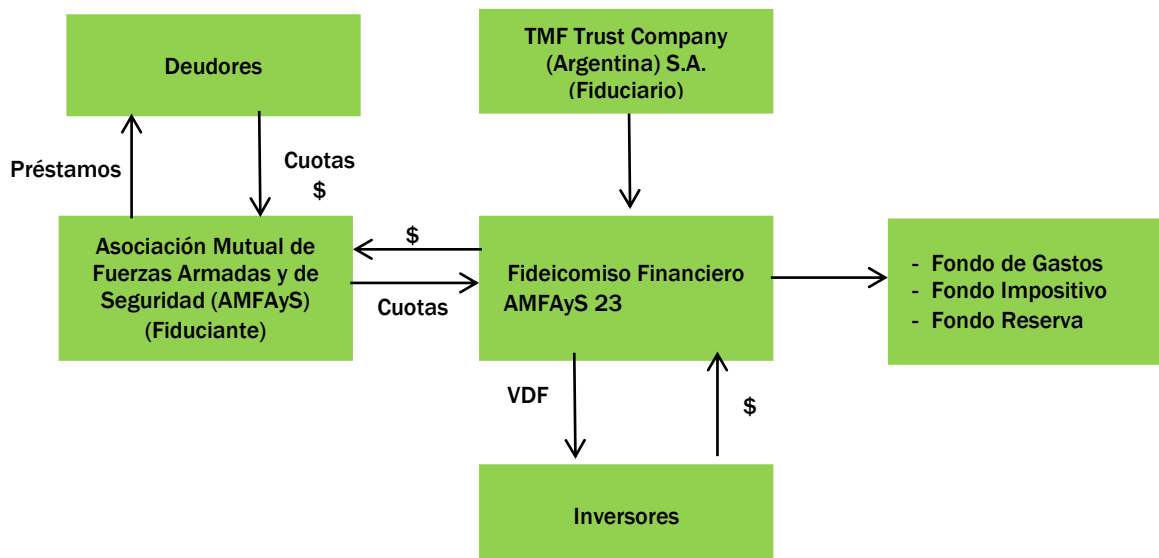 Deudores
TMF Trust Company
(Argentina) S.A.
(Fiduciario)
Préstamos
Cuotas
$
Asociación Mutual de
Fuerzas Armadas y de
Seguridad (AMFAyS)
(Fiduciante)
$
Cuotas
Fideicomiso Financiero
AMFAyS 23
- Fondo de Gastos
- Fondo Impositivo
- Fondo Reserva
VDF
$
Inversores